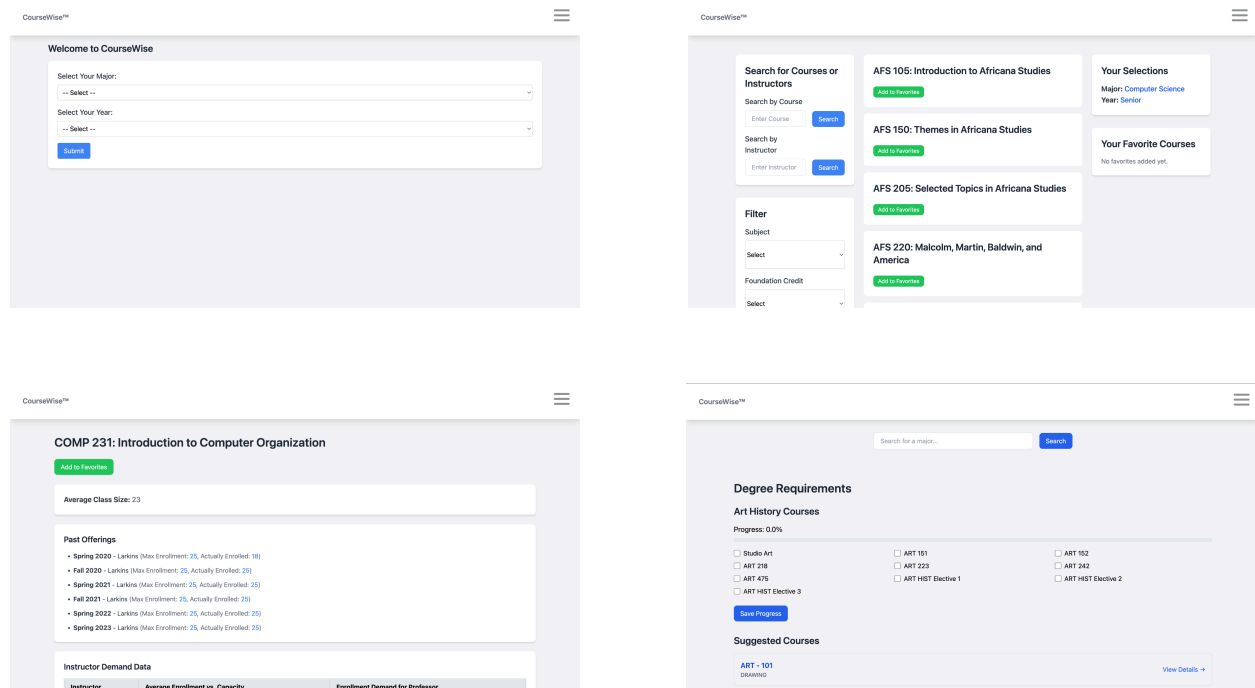 CourseWise™
Welcome to CourseWise
Select Your Major:
-- Select --
Select Your Year:
-- Select --
Submit
CourseWise™
Search for Courses or
Instructors
Search by Course
Enter Course
Search
Search by
Instructor
Enter Instructor
Search
Filter
Subject
Select
Foundation Credit
Select
AFS 105: Introduction to Africana Studies
Add to Favorites
AFS 150: Themes in Africana Studies
Add to Favorites
AFS 205: Selected Topics in Africana Studies
Add to Favorites
AFS 220: Malcolm, Martin, Baldwin, and
America
Add to Favorites
Your Selections
Major: Computer Science
Year: Senior
Your Favorite Courses
No favorites added yet.
CourseWise™
COMP 231: Introduction to Computer Organization
Add to Favorites
Average Class Size: 23
Past Offerings
• Spring 2020 - Larkins (Max Enrollment: 25, Actually Enrolled: 18)
• Fall 2020 - Larkins (Max Enrollment: 25, Actually Enrolled: 25)
• Spring 2021 - Larkins (Max Enrollment: 25, Actually Enrolled: 25)
• Fall 2021 - Larkins (Max Enrollment: 25, Actually Enrolled: 25)
• Spring 2022 - Larkins (Max Enrollment: 25, Actually Enrolled: 25)
• Spring 2023 - Larkins (Max Enrollment: 25, Actually Enrolled: 25)
Instructor Demand Data
Instructor Average Enrollment vs. Capacity Enrollment Demand for Professor
CourseWise™
Search for a major...
Search
Degree Requirements
Art History Courses
Progress: 0.0%
Studio Art ART 151 ART 152
ART 218 ART 223 ART 242
ART 475 ART HIST Elective 1 ART HIST Elective 2
ART HIST Elective 3
Save Progress
Suggested Courses
ART - 101
DRAWING
View Details →